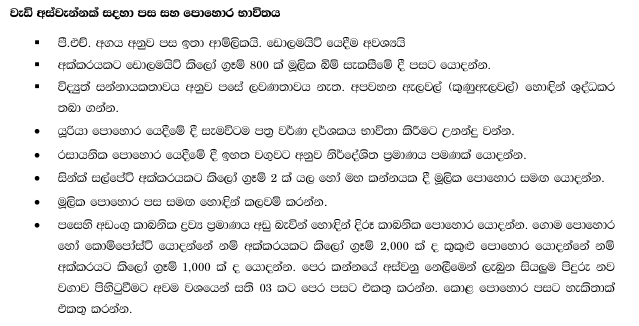 වැඩි අස්වැන්නක් සඳහා පස සහ පොහොර භාවිතය
▪ පී.එච්. අගය අනුව පස ඉතා ආම්ලිකයි. ඩොලමයිට් යෙදීම අවශ්‍යයි
▪ අක්කරයකට ඩොලමයිට් කිලෝ ග්‍රෑම් 800 ක් මූලික බිම් සැකසීමේ දී පසට යොදන්න.
▪ විද්‍යුත් සන්නායකතාවය අනුව පසේ ලවණතාවය නැත. අපවහන ඇලවල් (කුණුඇලවල්) හොඳින් ශුද්ධකර
තබා ගන්න.
• යූරියා පොහොර යෙදීමේ දී සැමවිටම පත්‍ර වර්ණ දර්ශකය භාවිතා කිරීමට උනන්දු වන්න.
• රසායනික පොහොර යෙදීමේ දී ඉහත වගුවට අනුව නිර්දේශිත ප්‍රමාණය පමණක් යොදන්න.
• සින්ක් සල්පේට් අක්කරයකට කිලෝ ග්‍රෑම් 2 ක් යල හෝ මහ කන්නයක දී මූලික පොහොර සමඟ යොදන්න.
• මූලික පොහොර පස සමඟ හොඳින් කලවම් කරන්න.
• පසෙහි අඩංගු කාබනික ද්‍රව්‍ය ප්‍රමාණය අඩු බැවින් හොඳින් දිරූ කාබනික පොහොර යොදන්න. ගොම පොහොර
හෝ කොම්පෝස්ට් යොදන්නේ නම් අක්කරයකට කිලෝ ග්‍රෑම් 2,000 ක් ද කුකුළු පොහොර යොදන්නේ නම්
අක්කරයට කිලෝ ග්‍රෑම් 1,000 ක් ද යොදන්න. පෙර කන්නයේ අස්වනු නෙලීමෙන් ලැබුන සියලුම පිදුරු නව
වගාව පිහිටුවීමට අවම වශයෙන් සති 03 කට පෙර පසට එකතු කරන්න. කොළ පොහොර පසට හැකිතාක්
එකතු කරන්න.